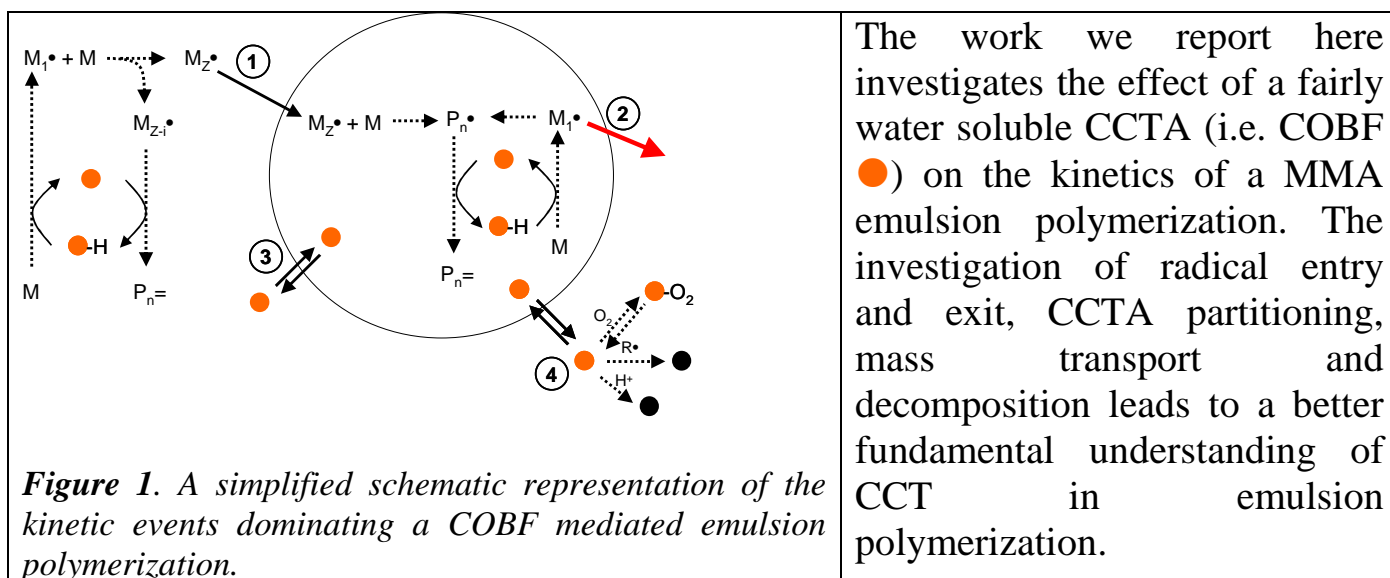 M1• + M
MZ•
1
MZ-i•
-H
M
Pn=
MZ• + M
Pn•
M1•
2
-H
M
Pn=
3
4
O2
-O2
R•
H+
Figure 1. A simplified schematic representation of the
kinetic events dominating a COBF mediated emulsion
polymerization.
The work we report here
investigates the effect of a fairly
water soluble CCTA (i.e. COBF
) on the kinetics of a MMA
emulsion polymerization. The
investigation of radical entry
and exit, CCTA partitioning,
mass transport and
decomposition leads to a better
fundamental understanding of
CCT in emulsion
polymerization.